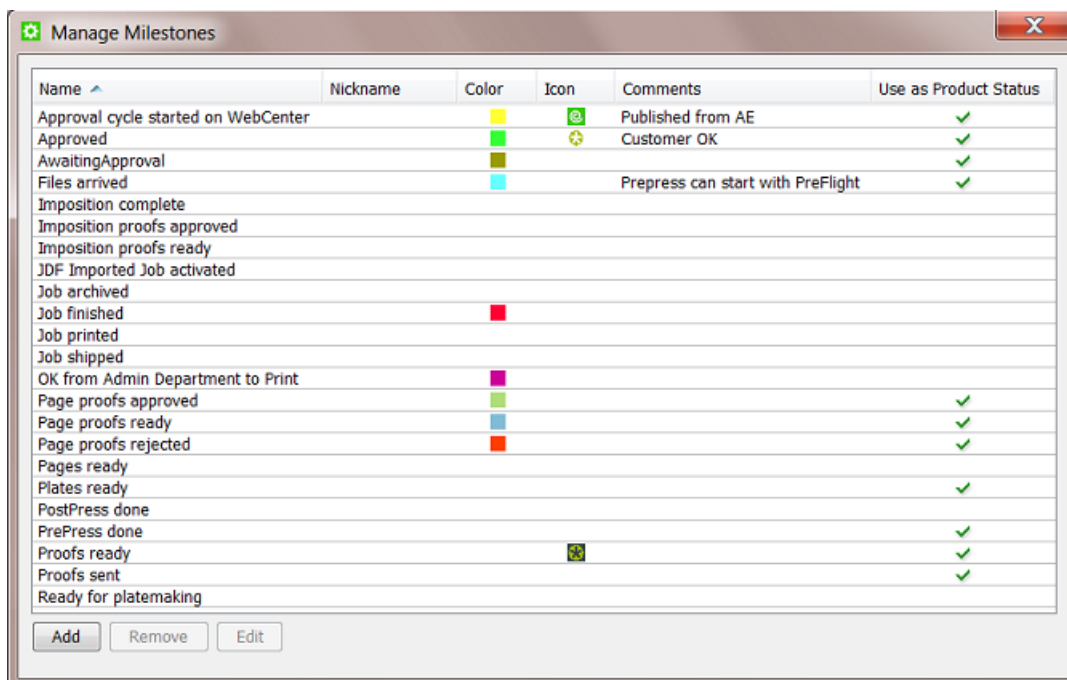 Manage Milestones
Name Nickname Color Icon Comments Use as Product Status
Approval cycle started on WebCenter Published from AE
Approved Customer OK
AwaitingApproval
Files arrived Prepress can start with PreFlight
Imposition complete
Imposition proofs approved
Imposition proofs ready
JDF Imported Job activated
Job archived
Job finished
Job printed
Job shipped
OK from Admin Department to Print
Page proofs approved
Page proofs ready
Page proofs rejected
Pages ready
Plates ready
PostPress done
PrePress done
Proofs ready
Proofs sent
Ready for platemaking
Add Remove Edit